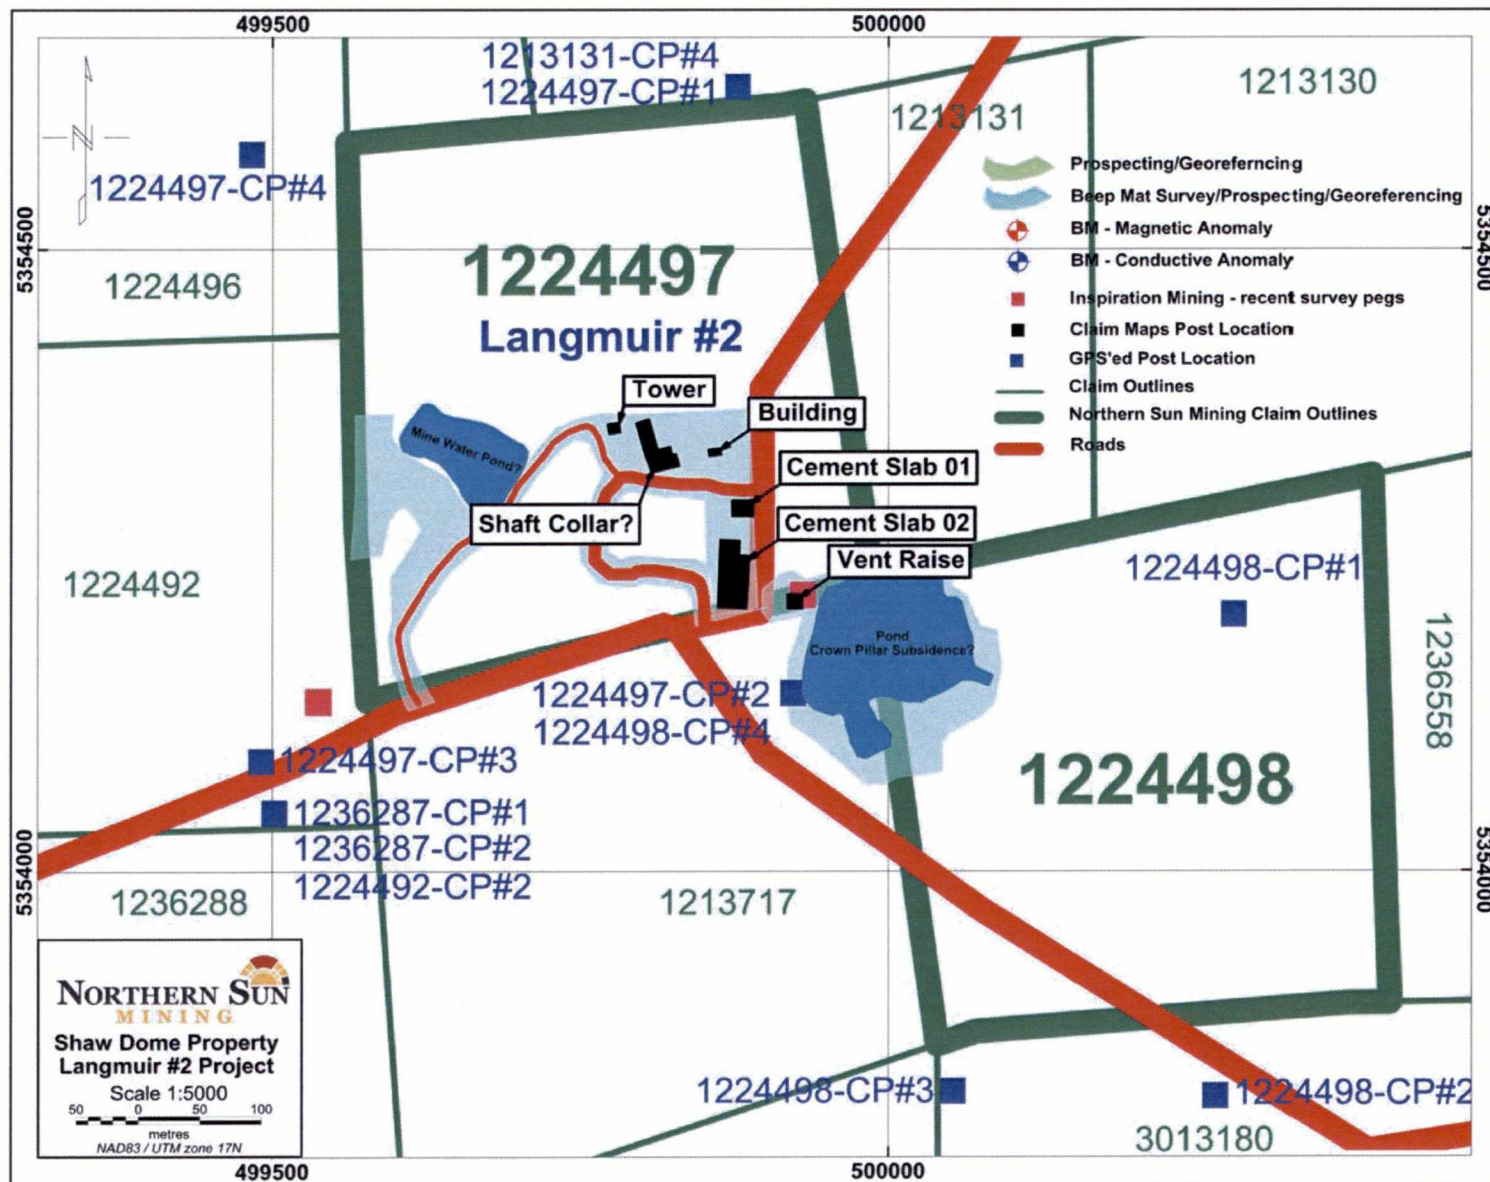 499500
500000
1213131-CP#4
1224497-CP#1
1213130
1213131
N
1224497-CP#4
Prospecting/Georeferncing
Beep Mat Survey/Prospecting/Georeferencing
BM - Magnetic Anomaly
BM - Conductive Anomaly
Inspiration Mining - recent survey pegs
Claim Maps Post Location
GPS'ed Post Location
Claim Outlines
Northern Sun Mining Claim Outlines
Roads
5354500
5354500
1224496
1224497
Langmuir #2
Tower
Building
Mine Water Pond?
Cement Slab 01
Shaft Collar?
Cement Slab 02
Vent Raise
1224492
1224498-CP#1
Pond
Crown Pillar Subsidence?
1236558
1224497-CP#2
1224498-CP#4
1224497-CP#3
1224498
1236287-CP#1
1236287-CP#2
1224492-CP#2
5354000
5354000
1236288
1213717
NORTHERN SUN
MINING
Shaw Dome Property
Langmuir #2 Project
Scale 1:5000
50 0 50 100
metres
NAD83 / UTM zone 17N
1224498-CP#3
1224498-CP#2
3013180
499500
500000